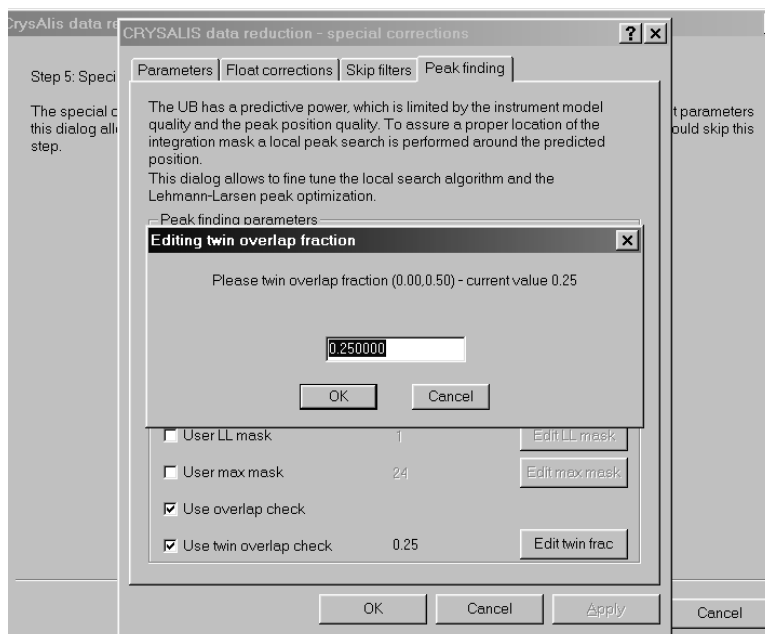 CrysAlis data re
CRYSALIS data reduction - special corrections
Parameters
Float corrections
Skip filters
Peak finding
Step 5: Speci
The special c
this dialog all
step.
t parameters
ould skip this
The UB has a predictive power, which is limited by the instrument model
quality and the peak position quality. To assure a proper location of the
integration mask a local peak search is performed around the predicted
position.
This dialog allows to fine tune the local search algorithm and the
Lehmann-Larsen peak optimization.
Peak finding parameters
Editing twin overlap fraction
Please twin overlap fraction (0.00,0.50) - current value 0.25
0.250000
OK
Cancel
User LL mask 1 Edit LL mask
User max mask 24 Edit max mask
Use overlap check
Use twin overlap check 0.25 Edit twin frac
OK
Cancel
Apply
Cancel